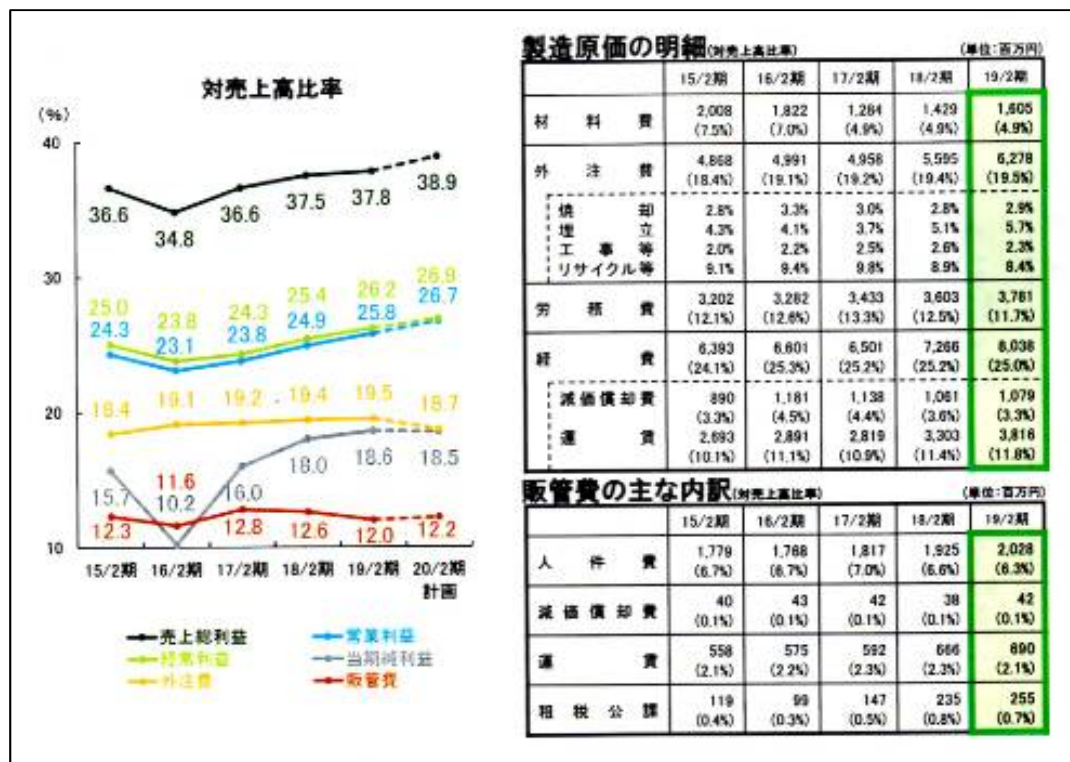 対売上高比率
(%)
40
30
20
10
36.6 34.8 36.6 37.5 37.8 38.9
25.0 23.8 24.3 25.4 26.2 26.9
24.3 23.1 23.8 24.9 25.8 26.7
18.4 19.1 19.2 19.4 19.5 18.7
15.7 10.2 16.0 18.0 18.6 18.5
12.3 11.6 12.8 12.6 12.0 12.2
15/2期 16/2期 17/2期 18/2期 19/2期 20/2期
計画
売上総利益 営業利益
経常利益 当期純利益
外注費 販管費
製造原価の明細(対売上高比率) (単位:百万円)
15/2期 16/2期 17/2期 18/2期 19/2期
材料費 2,008 1,822 1,284 1,429 1,605
(7.5%) (7.0%) (4.9%) (4.9%) (4.9%)
外注費 4,868 4,991 4,958 5,595 6,278
(18.4%) (19.1%) (19.2%) (19.4%) (19.5%)
焼却 2.8% 3.3% 3.0% 2.8% 2.9%
埋立 4.3% 4.1% 3.7% 5.1% 5.7%
工事等 2.0% 2.2% 2.5% 2.6% 2.3%
リサイクル等 9.1% 9.4% 9.8% 8.9% 8.4%
労務費 3,202 3,282 3,433 3,603 3,781
(12.1%) (12.6%) (13.3%) (12.5%) (11.7%)
経費 6,393 6,601 6,501 7,266 8,038
(24.1%) (25.3%) (25.2%) (25.2%) (25.0%)
減価償却費 890 1,181 1,138 1,061 1,079
(3.3%) (4.5%) (4.4%) (3.6%) (3.3%)
運賃 2,693 2,891 2,819 3,303 3,816
(10.1%) (11.1%) (10.9%) (11.4%) (11.8%)
販管費の主な内訳(対売上高比率) (単位:百万円)
15/2期 16/2期 17/2期 18/2期 19/2期
人件費 1,779 1,768 1,817 1,925 2,028
(6.7%) (6.7%) (7.0%) (6.6%) (6.3%)
減価償却費 40 43 42 38 42
(0.1%) (0.1%) (0.1%) (0.1%) (0.1%)
運賃 558 575 592 666 690
(2.1%) (2.2%) (2.3%) (2.3%) (2.1%)
租税公課 119 99 147 235 255
(0.4%) (0.3%) (0.5%) (0.8%) (0.7%)